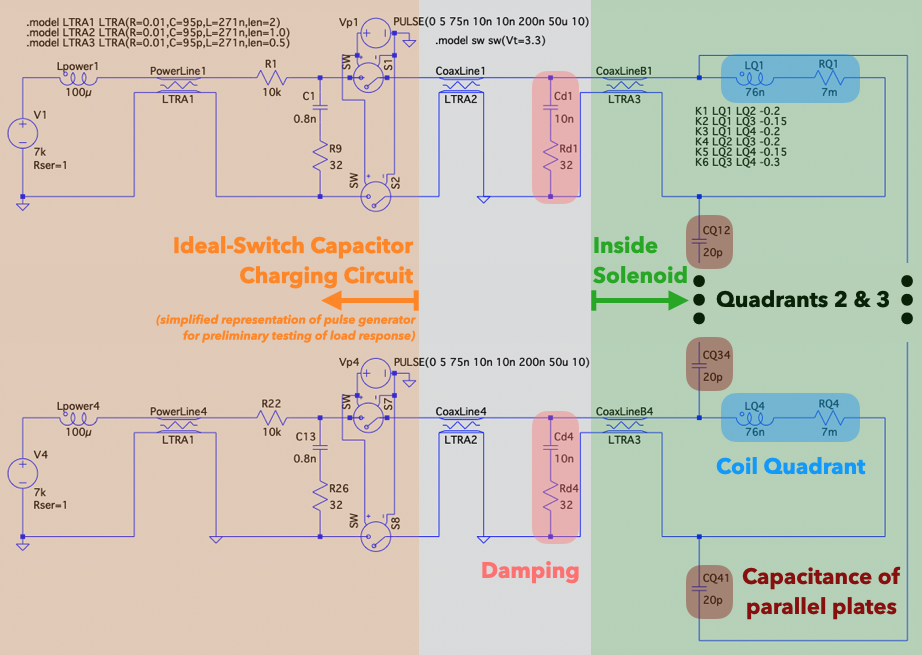 .model LTRA1 LTRA(R=0.01,C=95p,L=271n,len=2)
.model LTRA2 LTRA(R=0.01,C=95p,L=271n,len=1.0)
.model LTRA3 LTRA(R=0.01,C=95p,L=271n,len=0.5)
Vp1
PULSE(0 5 75n 10n 10n 200n 50u 10)
.model sw sw(Vt=3.3)
Lpower1
100µ
PowerLine1
LTRA1
R1
10k
SW
S1
CoaxLine1
LTRA2
CoaxLineB1
LTRA3
LQ1
76n
RQ1
7m
V1
7k
Rser=1
C1
0.8n
R9
32
SW
S2
Cd1
10n
Rd1
32
K1 LQ1 LQ2 -0.2
K2 LQ1 LQ3 -0.15
K3 LQ1 LQ4 -0.2
K4 LQ2 LQ3 -0.2
K5 LQ2 LQ4 -0.15
K6 LQ3 LQ4 -0.3
CQ12
20p
Ideal-Switch Capacitor
Charging Circuit
(simplified representation of pulse generator
for preliminary testing of load response)
Inside
Solenoid
Quadrants 2 & 3
CQ34
20p
Vp4
PULSE(0 5 75n 10n 10n 200n 50u 10)
Lpower4
100µ
PowerLine4
LTRA1
R22
10k
SW
S7
CoaxLine4
LTRA2
CoaxLineB4
LTRA3
LQ4
76n
RQ4
7m
V4
7k
Rser=1
C13
0.8n
R26
32
SW
S8
Cd4
10n
Rd4
32
Coil Quadrant
Damping
CQ41
20p
Capacitance of
parallel plates